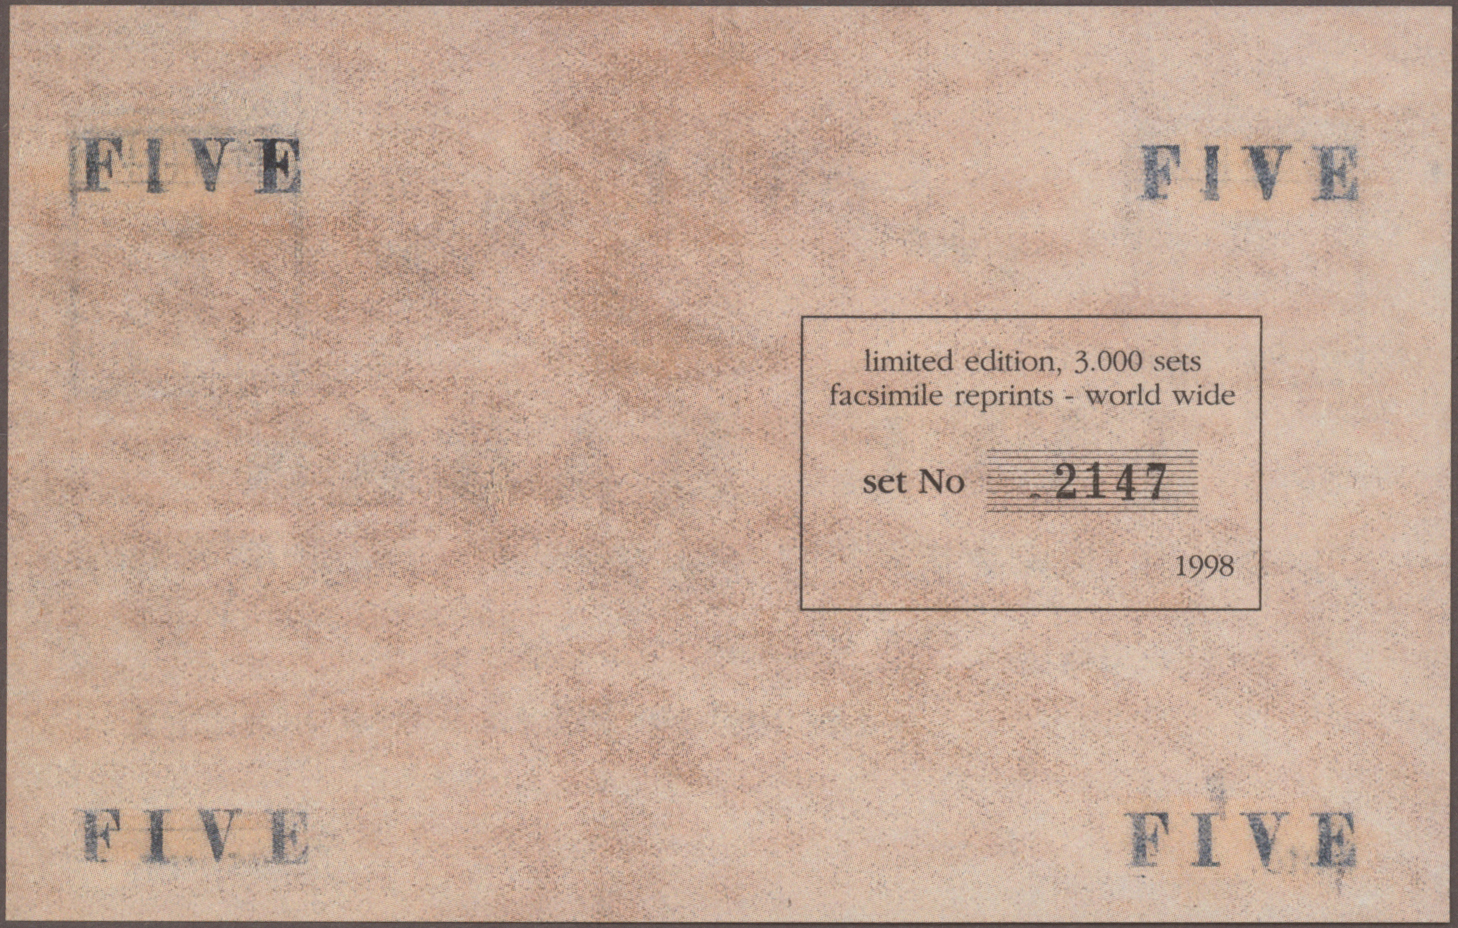 FIVE
FIVE
limited edition, 3.000 sets
facsimile reprints - world wide
set No 2147
1998
FIVE
FIVE